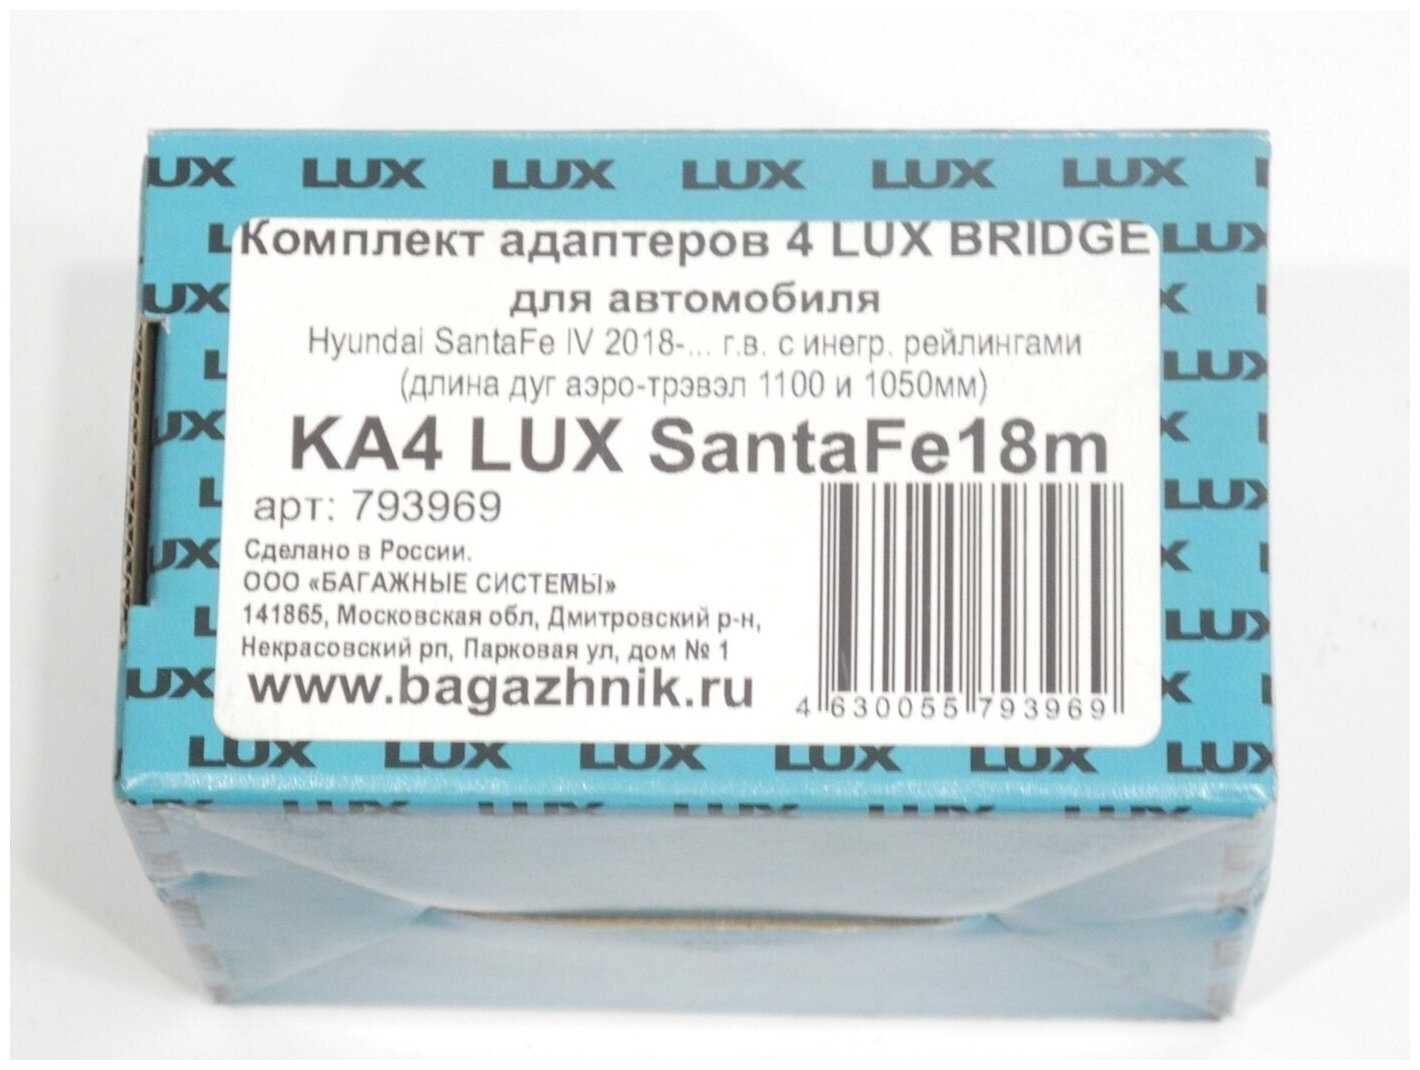 UX LUX LUX LUX LUX LUX
Комплект адаптеров 4 LUX BRIDGE
для автомобиля
Hyundai SantaFe IV 2018-... г.в. с инегр. рейлингами
(длина дуг аэро-трэвэл 1100 и 1050мм)
KA4 LUX SantaFe18m
арт: 793969
Сделано в России.
ООО «БАГАЖНЫЕ СИСТЕМЫ»
141865, Московская обл, Дмитровский р-н,
Некрасовский рп, Парковая ул, дом № 1
www.bagazhnik.ru
4 630055 793969
LUX LUX LUX LUX LUX LUX